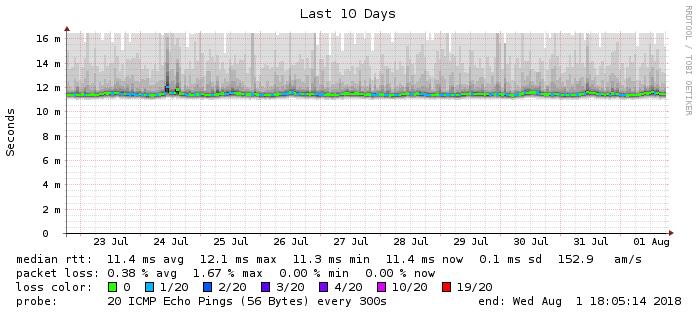 Last 10 Days
RRDTOOL / TOBI OETIKER
Seconds
16 m
14 m
12 m
10 m
8 m
6 m
4 m
2 m
0
23 Jul 24 Jul 25 Jul 26 Jul 27 Jul 28 Jul 29 Jul 30 Jul 31 Jul 01 Aug
median rtt: 11.4 ms avg 12.1 ms max 11.3 ms min 11.4 ms now 0.1 ms sd 152.9 am/s
packet loss: 0.38 % avg 1.67 % max 0.00 % min 0.00 % now
loss color: 0 1/20 2/20 3/20 4/20 10/20 19/20
probe: 20 ICMP Echo Pings (56 Bytes) every 300s end: Wed Aug 1 18:05:14 2018